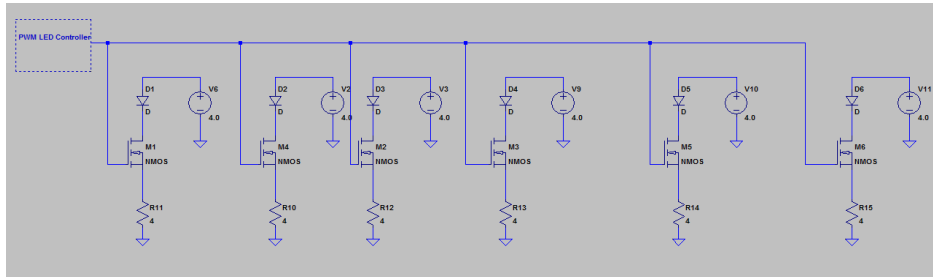 PWM LED Controller
D1
D
V6
4.0
M1
NMOS
R11
4
D2
D
V2
4.0
M4
NMOS
R10
4
D3
D
V3
4.0
M2
NMOS
R12
4
D4
D
V9
4.0
M3
NMOS
R13
4
D5
D
V10
4.0
M5
NMOS
R14
4
D6
D
V11
4.0
M6
NMOS
R15
4